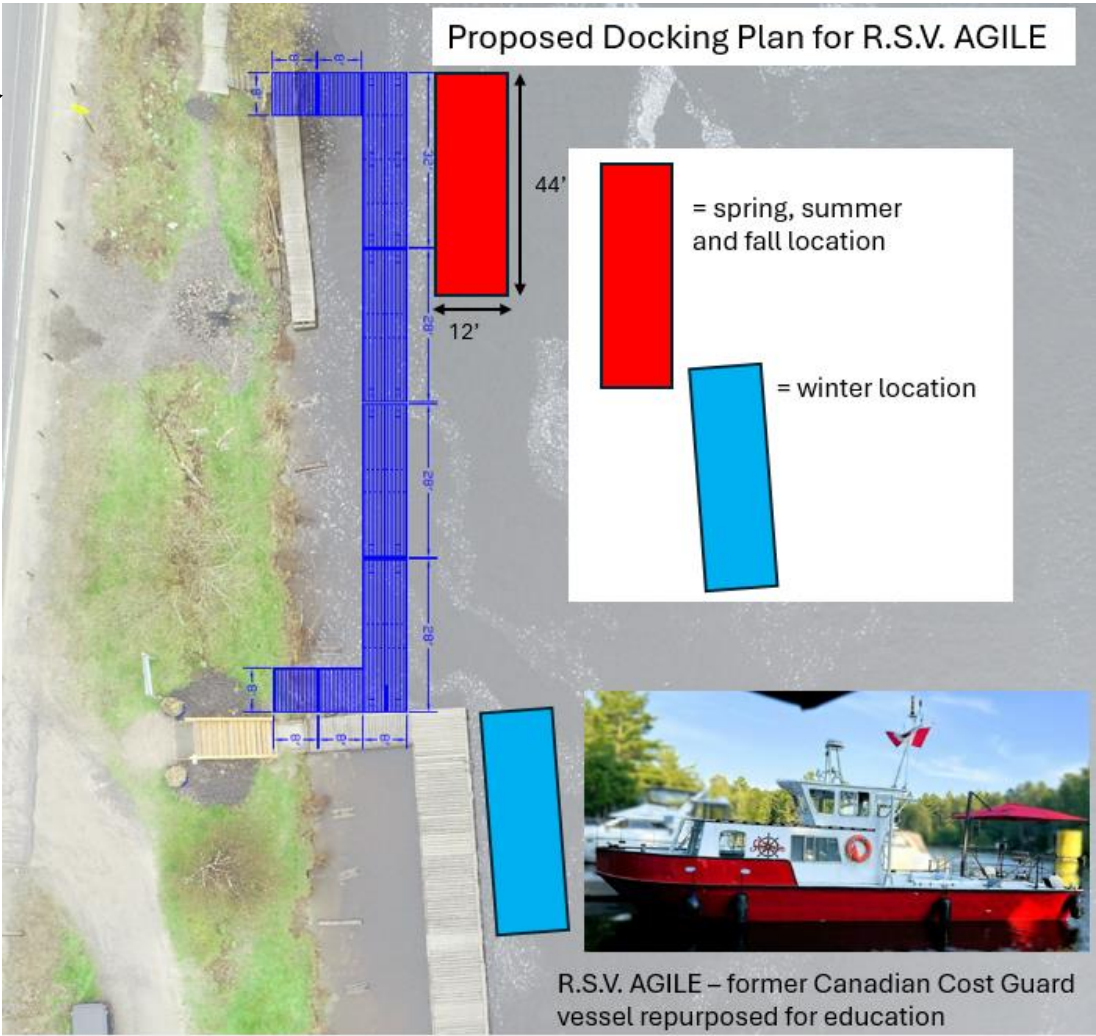 Proposed Docking Plan for R.S.V. AGILE
8'
8'
8'
32'
44'
12'
28'
28'
28'
8'
8'
8'
8'
= spring, summer
and fall location
= winter location
R.S.V. AGILE – former Canadian Cost Guard
vessel repurposed for education